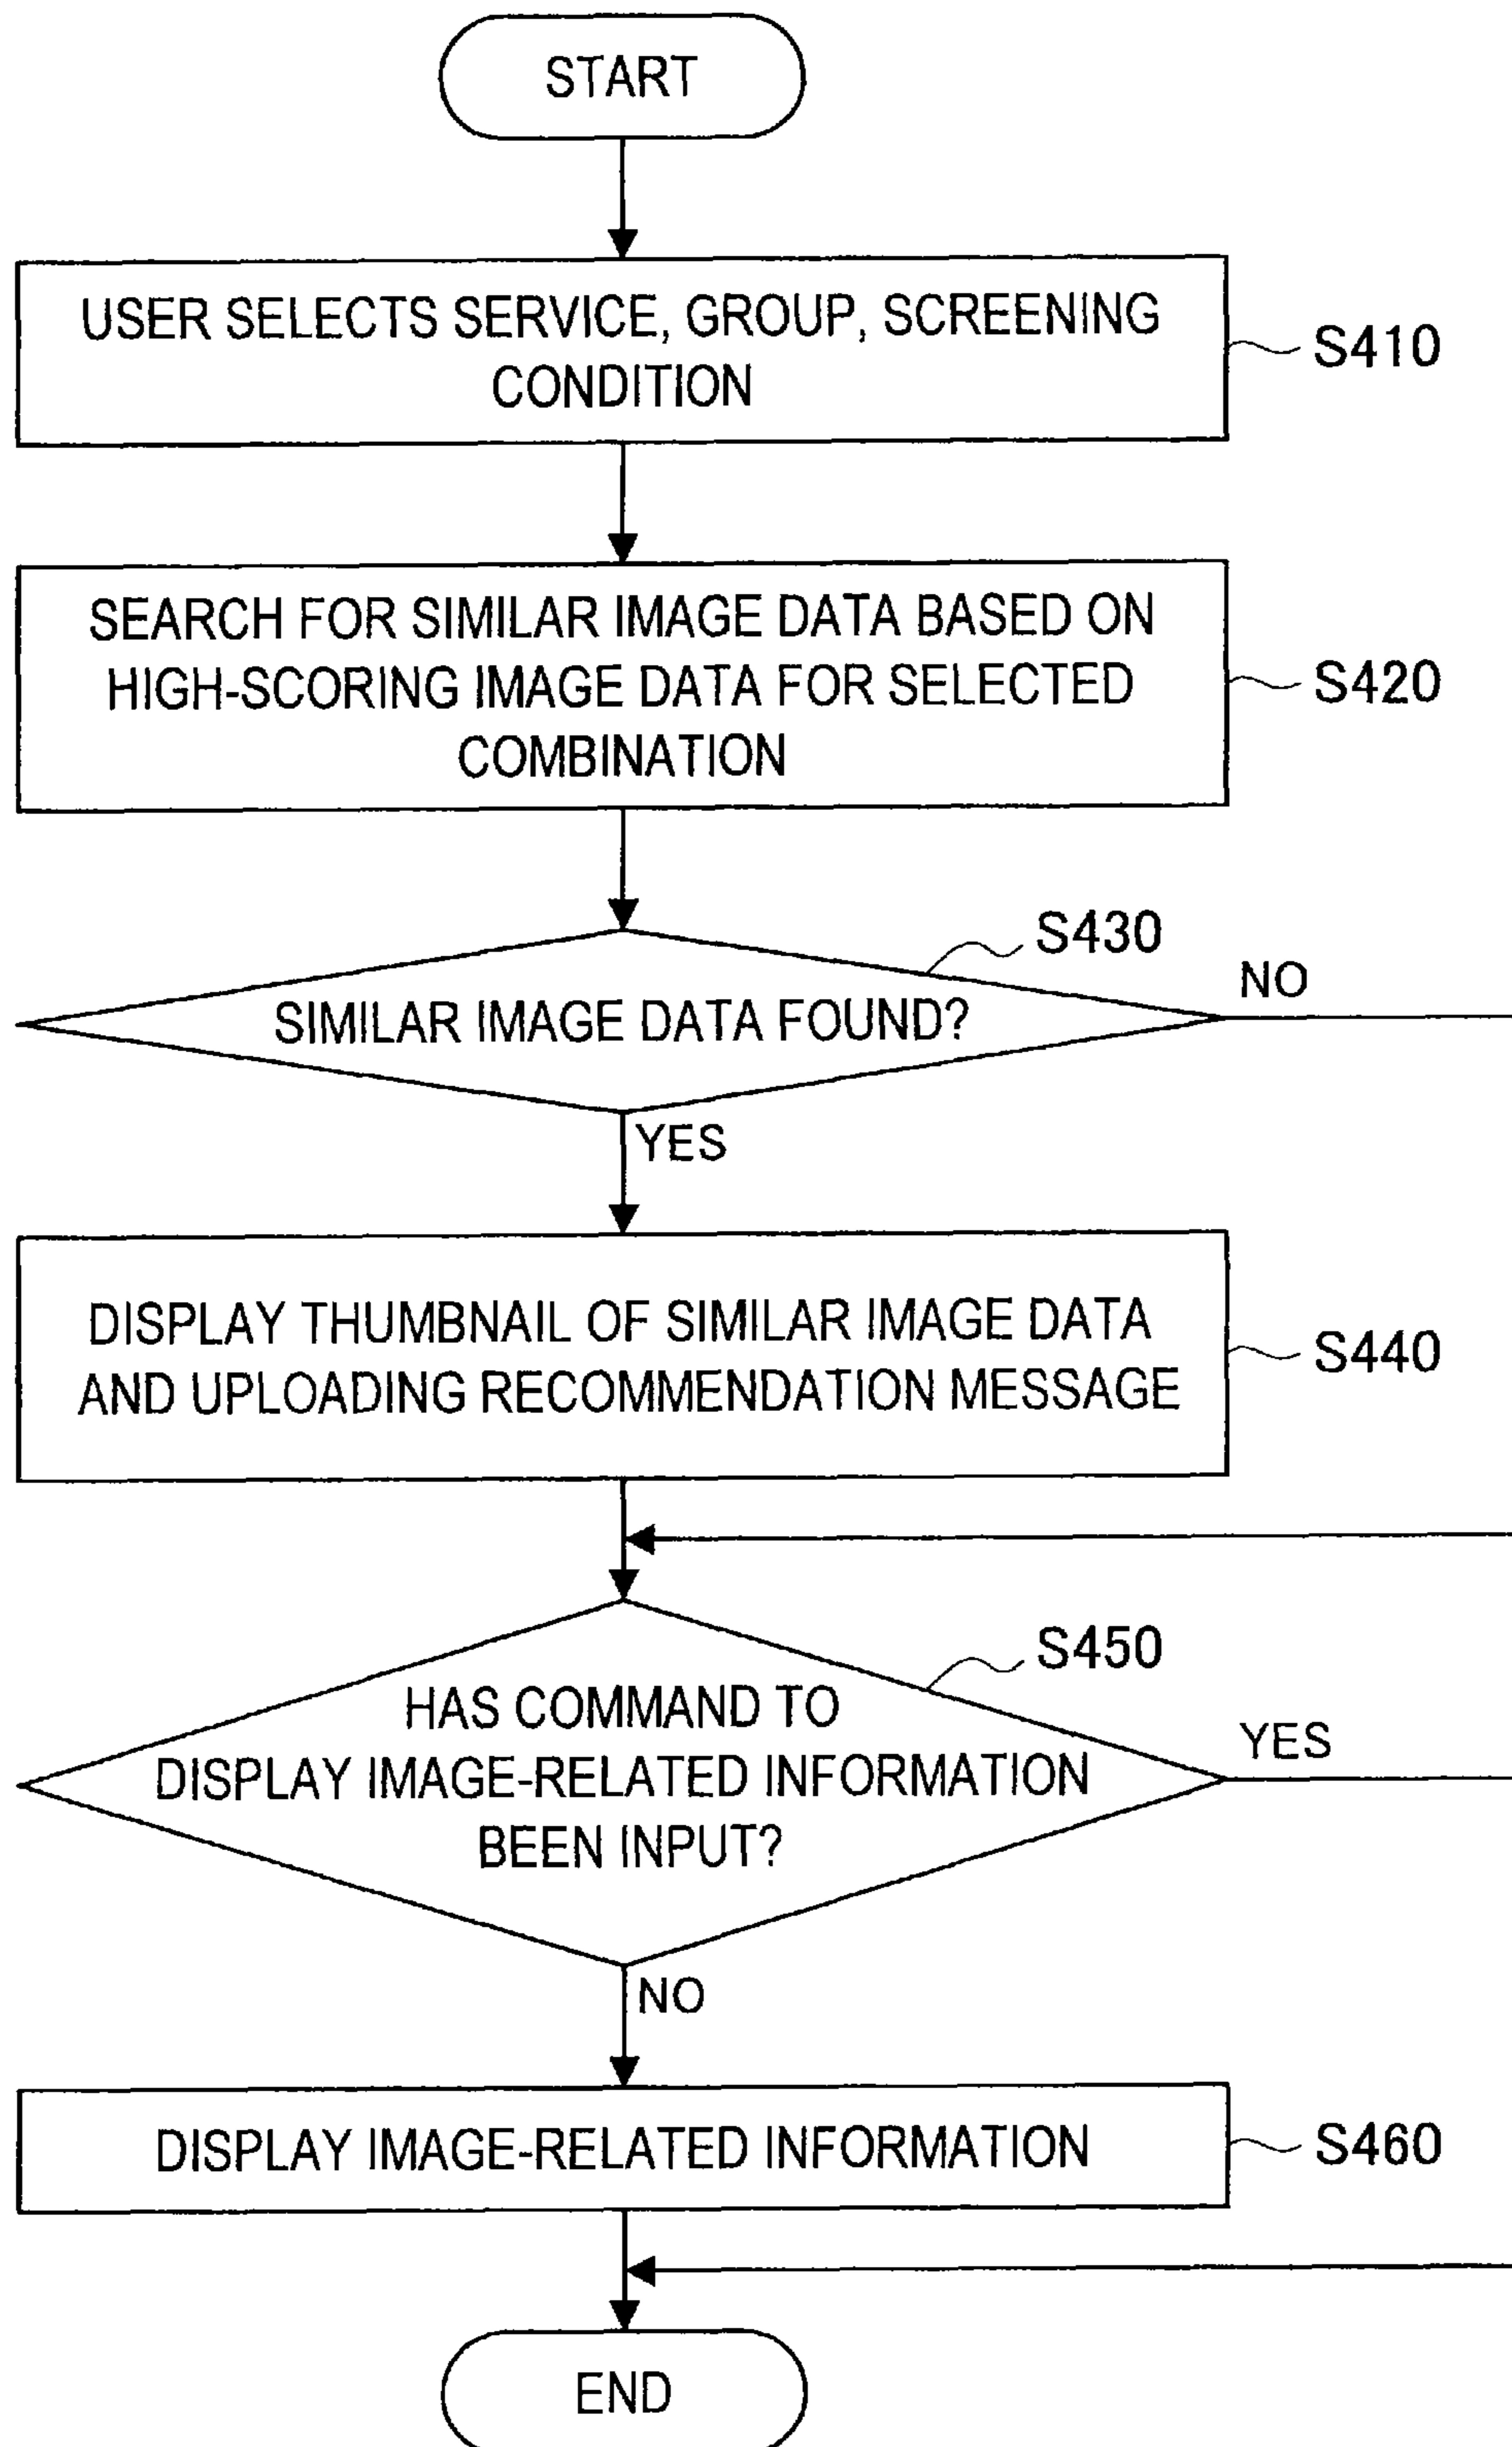 START
USER SELECTS SERVICE, GROUP, SCREENING
CONDITION
S410
SEARCH FOR SIMILAR IMAGE DATA BASED ON
HIGH-SCORING IMAGE DATA FOR SELECTED
COMBINATION
S420
S430
SIMILAR IMAGE DATA FOUND?
NO
YES
DISPLAY THUMBNAIL OF SIMILAR IMAGE DATA
AND UPLOADING RECOMMENDATION MESSAGE
S440
S450
HAS COMMAND TO
DISPLAY IMAGE-RELATED INFORMATION
BEEN INPUT?
YES
NO
DISPLAY IMAGE-RELATED INFORMATION
S460
END